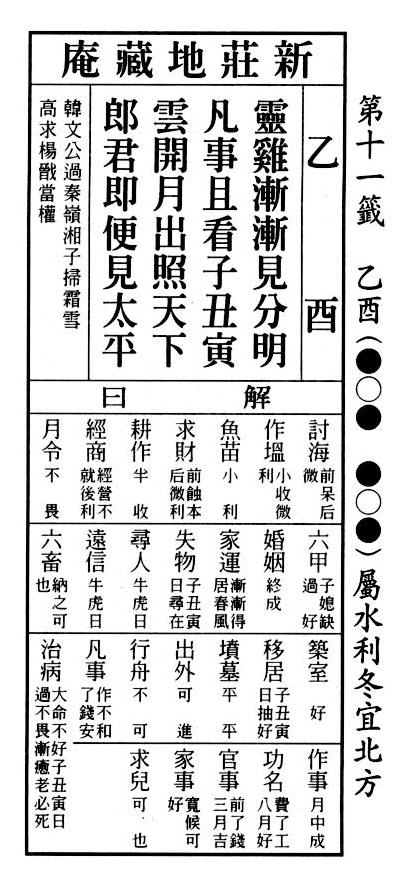 第十一籤 乙酉(●○● ●○●)屬水利冬宜北方
新莊地藏庵
乙酉
靈雞漸漸見分明
凡事且看子丑寅
雲開月出照天下
郎君即便見太平
韓文公過秦嶺湘子掃霜雪
高求楊戩當權
解曰
討海 前呆后微
作塭 小收微利
魚苗 小利
求財 前蝕本后微利
耕作 半收
經商 經營不就後利
月令 不畏
六甲 子媳缺過好
婚姻 終成
家運 漸漸得居春風
失物 子丑寅日尋在
尋人 牛虎日
遠信 牛虎日
六畜 納之可也
築室 好
移居 子丑寅日抽好
墳墓 平平
出外 可進
行舟 不可
凡事 作不和了錢安
治病 大命不好子丑寅日過不畏漸癒老必死
作事 月中成
功名 費了工八月好
官事 前了錢三月吉
家事 寬候可好
求兒 可也